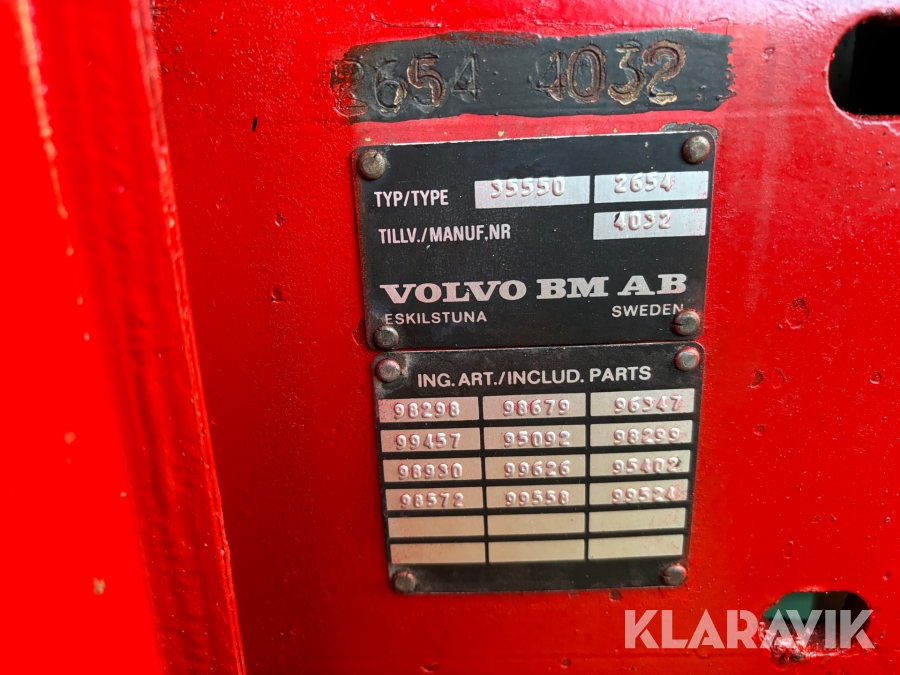 2654 4032
TYP/TYPE 35550 2654
TILLV./MANUF.NR 4032
VOLVO BM AB
ESKILSTUNA SWEDEN
ING. ART./INCLUD. PARTS
98298 98679 96347
99457 95092 98299
98930 99626 95402
98572 99558 99524
KLARAVIK